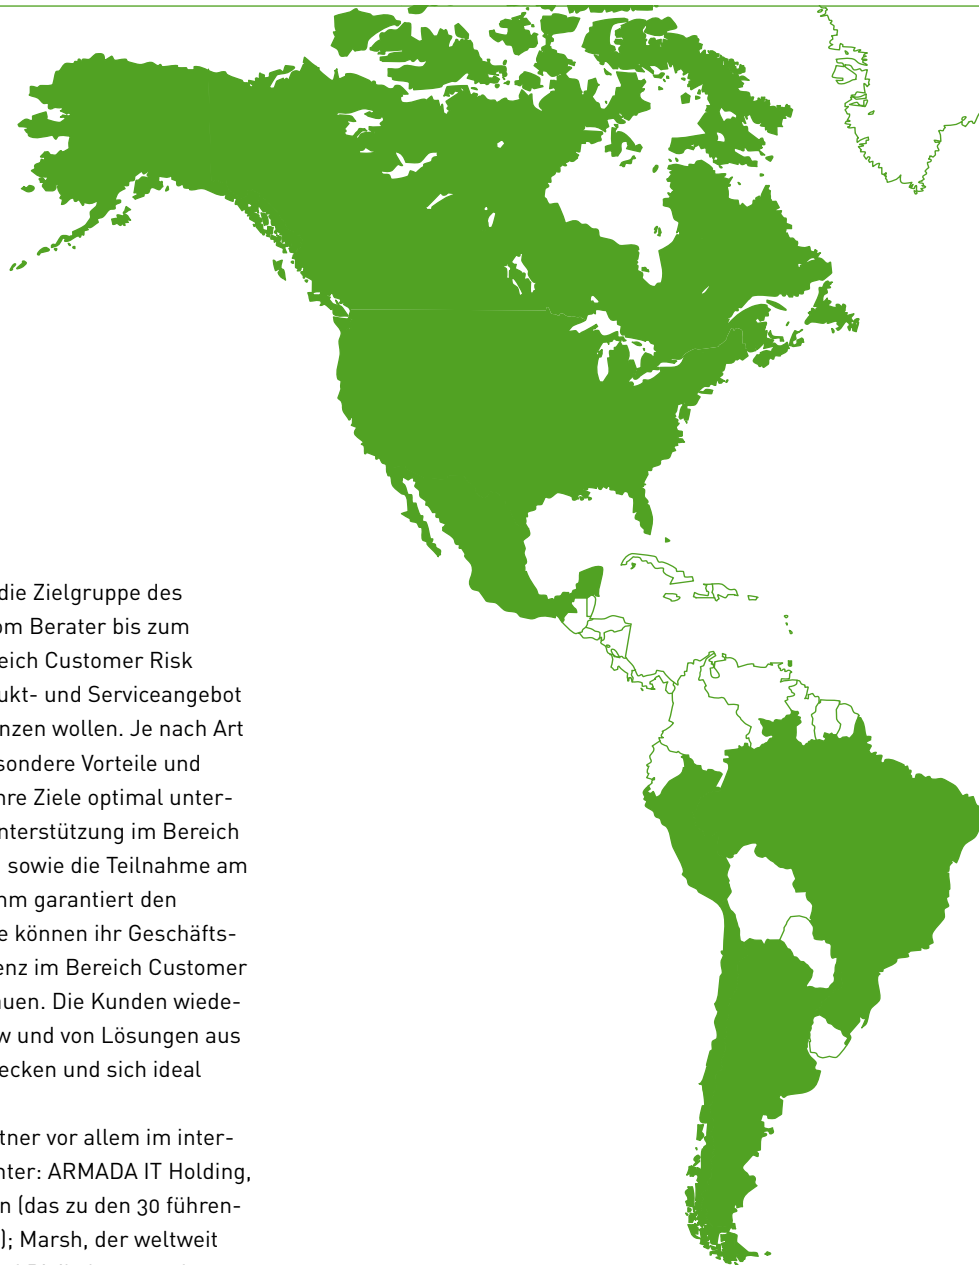 die Zielgruppe des
om Berater bis zum
eich Customer Risk
ukt- und Serviceangebot
nzen wollen. Je nach Art
sondere Vorteile und
hre Ziele optimal unter-
nterstützung im Bereich
sowie die Teilnahme am
mm garantiert den
e können ihr Geschäfts-
enz im Bereich Customer
auen. Die Kunden wiede-
w und von Lösungen aus
ecken und sich ideal
tner vor allem im inter-
nter: ARMADA IT Holding,
n (das zu den 30 führen-
); Marsh, der weltweit